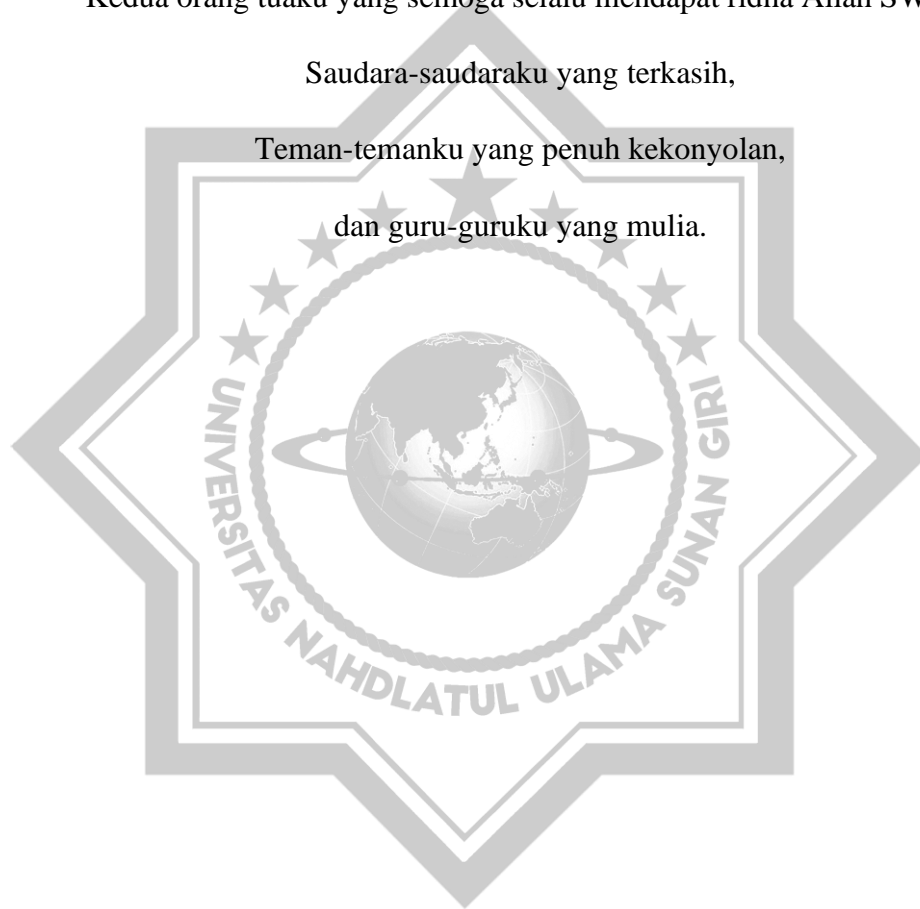 Kedua orang tuaku yang semoga selalu mendapat ridha Allah SW
Saudara-saudaraku yang terkasih,
Teman-temanku yang penuh kekonyolan,
dan guru-guruku yang mulia.
UNIVERSITAS NAHDLATUL ULAMA SUNAN GIRI